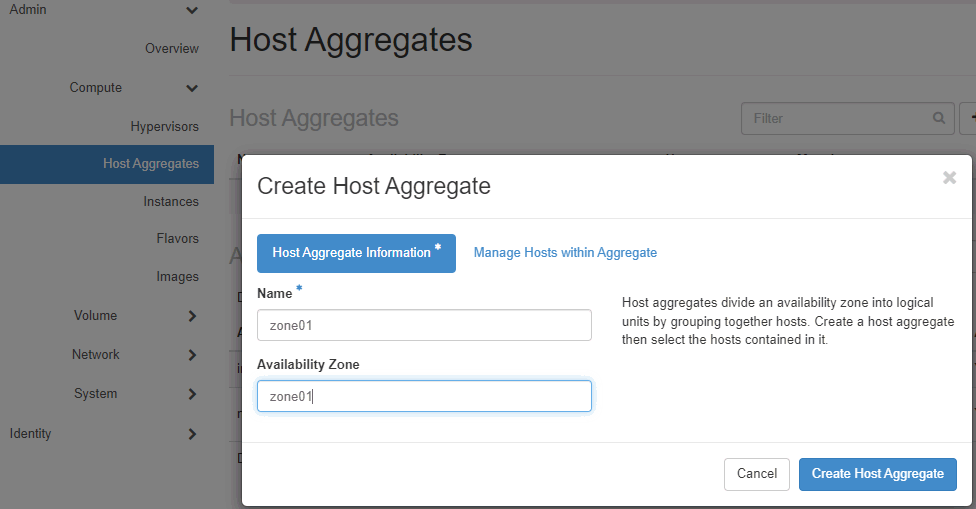 Admin
Overview
Compute
Hypervisors
Host Aggregates
Instances
Flavors
Images
Volume
Network
System
Identity
Host Aggregates
Host Aggregates
Filter
Create Host Aggregate
Host Aggregate Information *
Manage Hosts within Aggregate
Name *
zone01
Availability Zone
zone01
Host aggregates divide an availability zone into logical
units by grouping together hosts. Create a host aggregate
then select the hosts contained in it.
Cancel
Create Host Aggregate